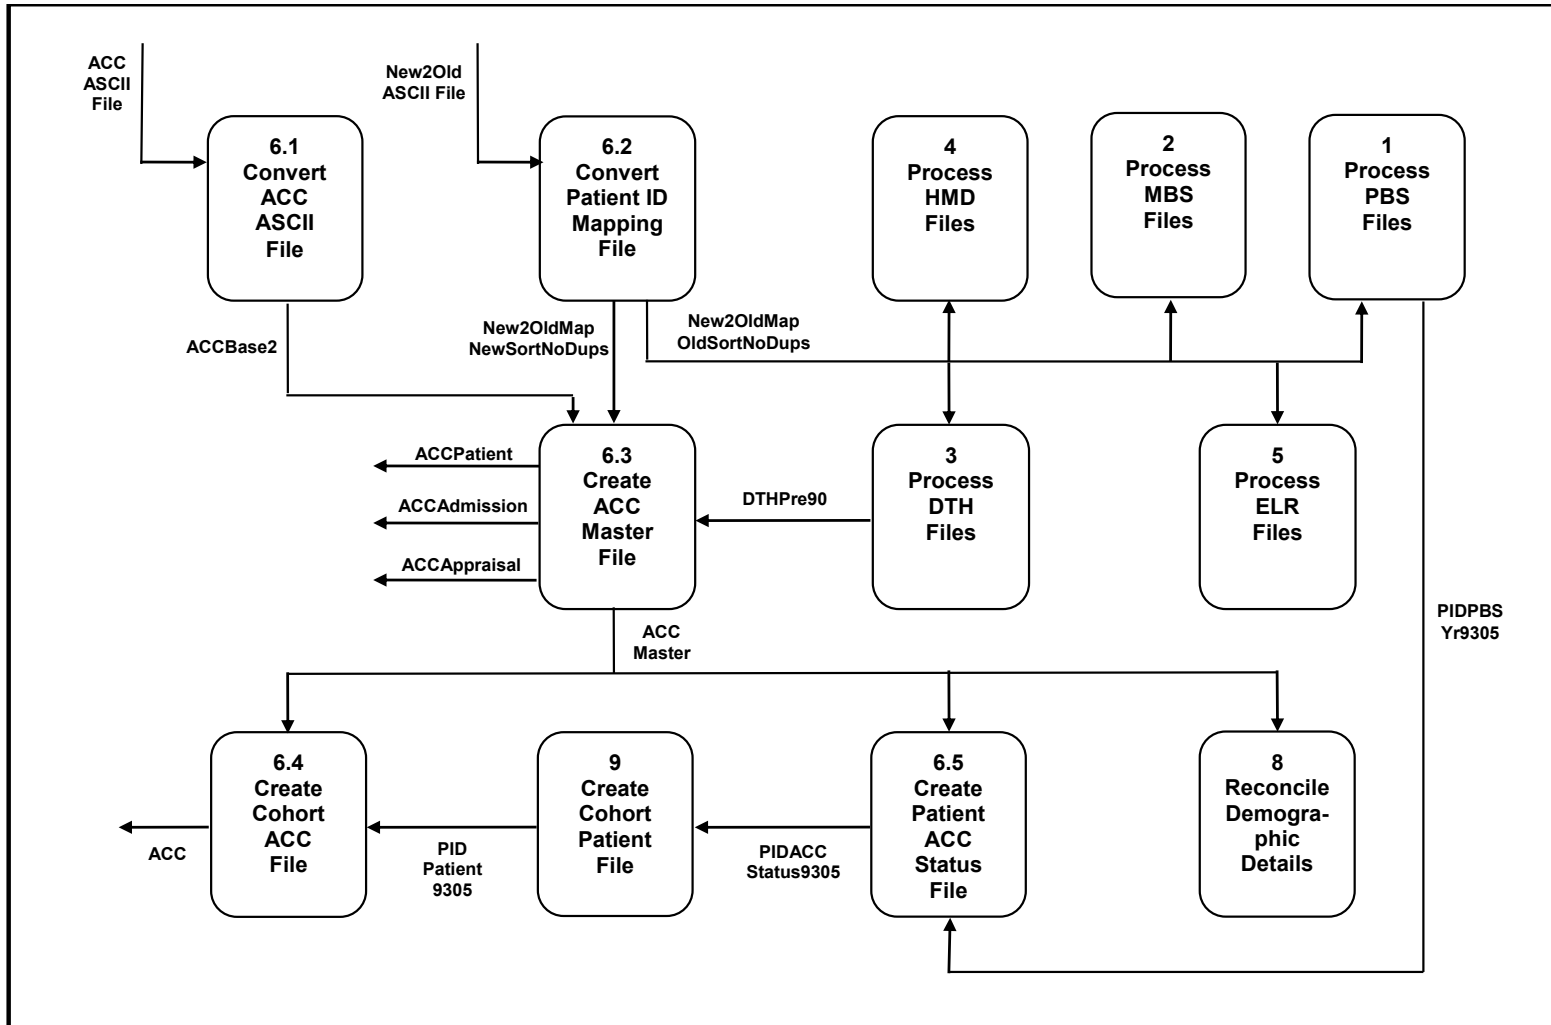 ACC
ASCII
File
New2Old
ASCII File
6.1
Convert
ACC
ASCII
File
6.2
Convert
Patient ID
Mapping
File
4
Process
HMD
Files
2
Process
MBS
Files
1
Process
PBS
Files
ACCBase2
New2OldMap
NewSortNoDups
New2OldMap
OldSortNoDups
ACCPatient
ACCAdmission
ACCAppraisal
6.3
Create
ACC
Master
File
DTHPre90
3
Process
DTH
Files
5
Process
ELR
Files
PIDPBS
Yr9305
ACC
Master
ACC
6.4
Create
Cohort
ACC
File
PID
Patient
9305
9
Create
Cohort
Patient
File
PIDACC
Status9305
6.5
Create
Patient
ACC
Status
File
8
Reconcile
Demogra-
phic
Details